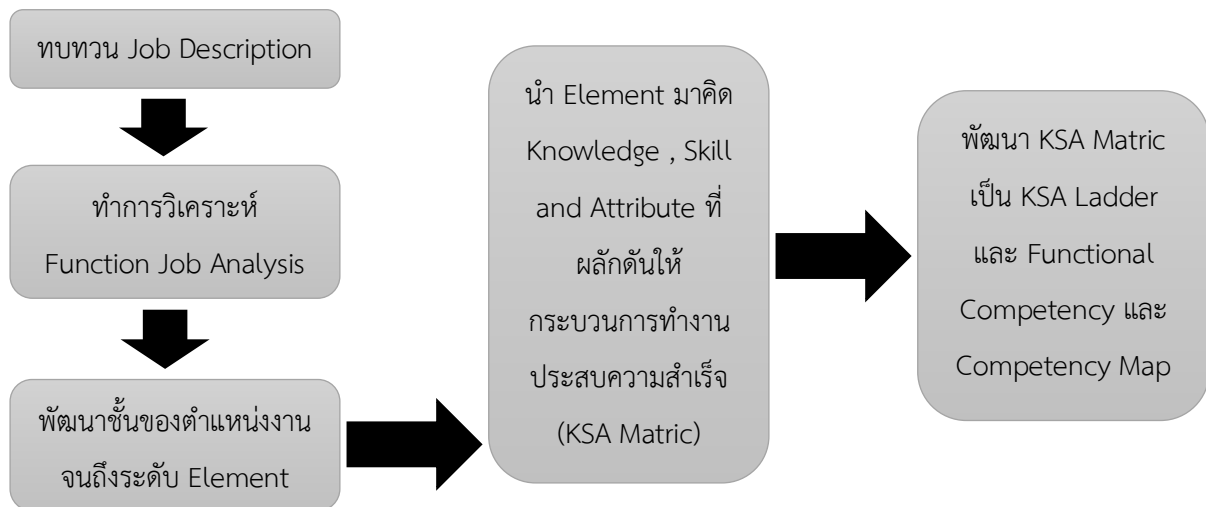 ทบทวน Job Description
ทำการวิเคราะห์
Function Job Analysis
พัฒนาชั้นของตำแหน่งงาน
จนถึงระดับ Element
นำ Element มาคิด
Knowledge , Skill
and Attribute ที่
ผลักดันให้
กระบวนการทำงาน
ประสบความสำเร็จ
(KSA Matric)
พัฒนา KSA Matric
เป็น KSA Ladder
และ Functional
Competency และ
Competency Map